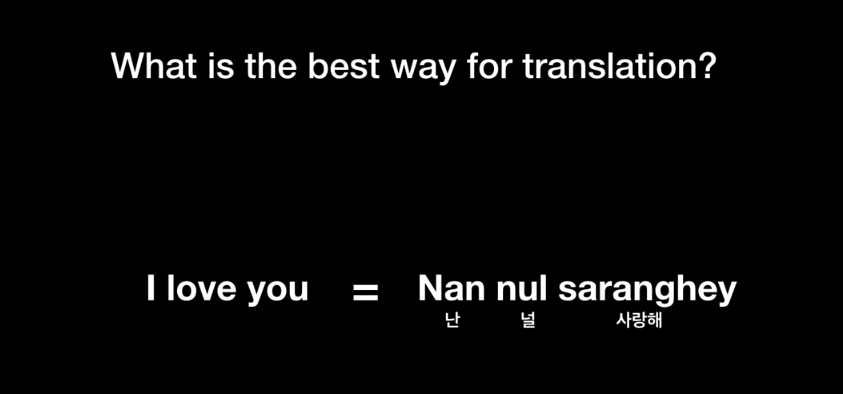 What is the best way for translation?
I love you = Nan nul saranghey
난 널 사랑해